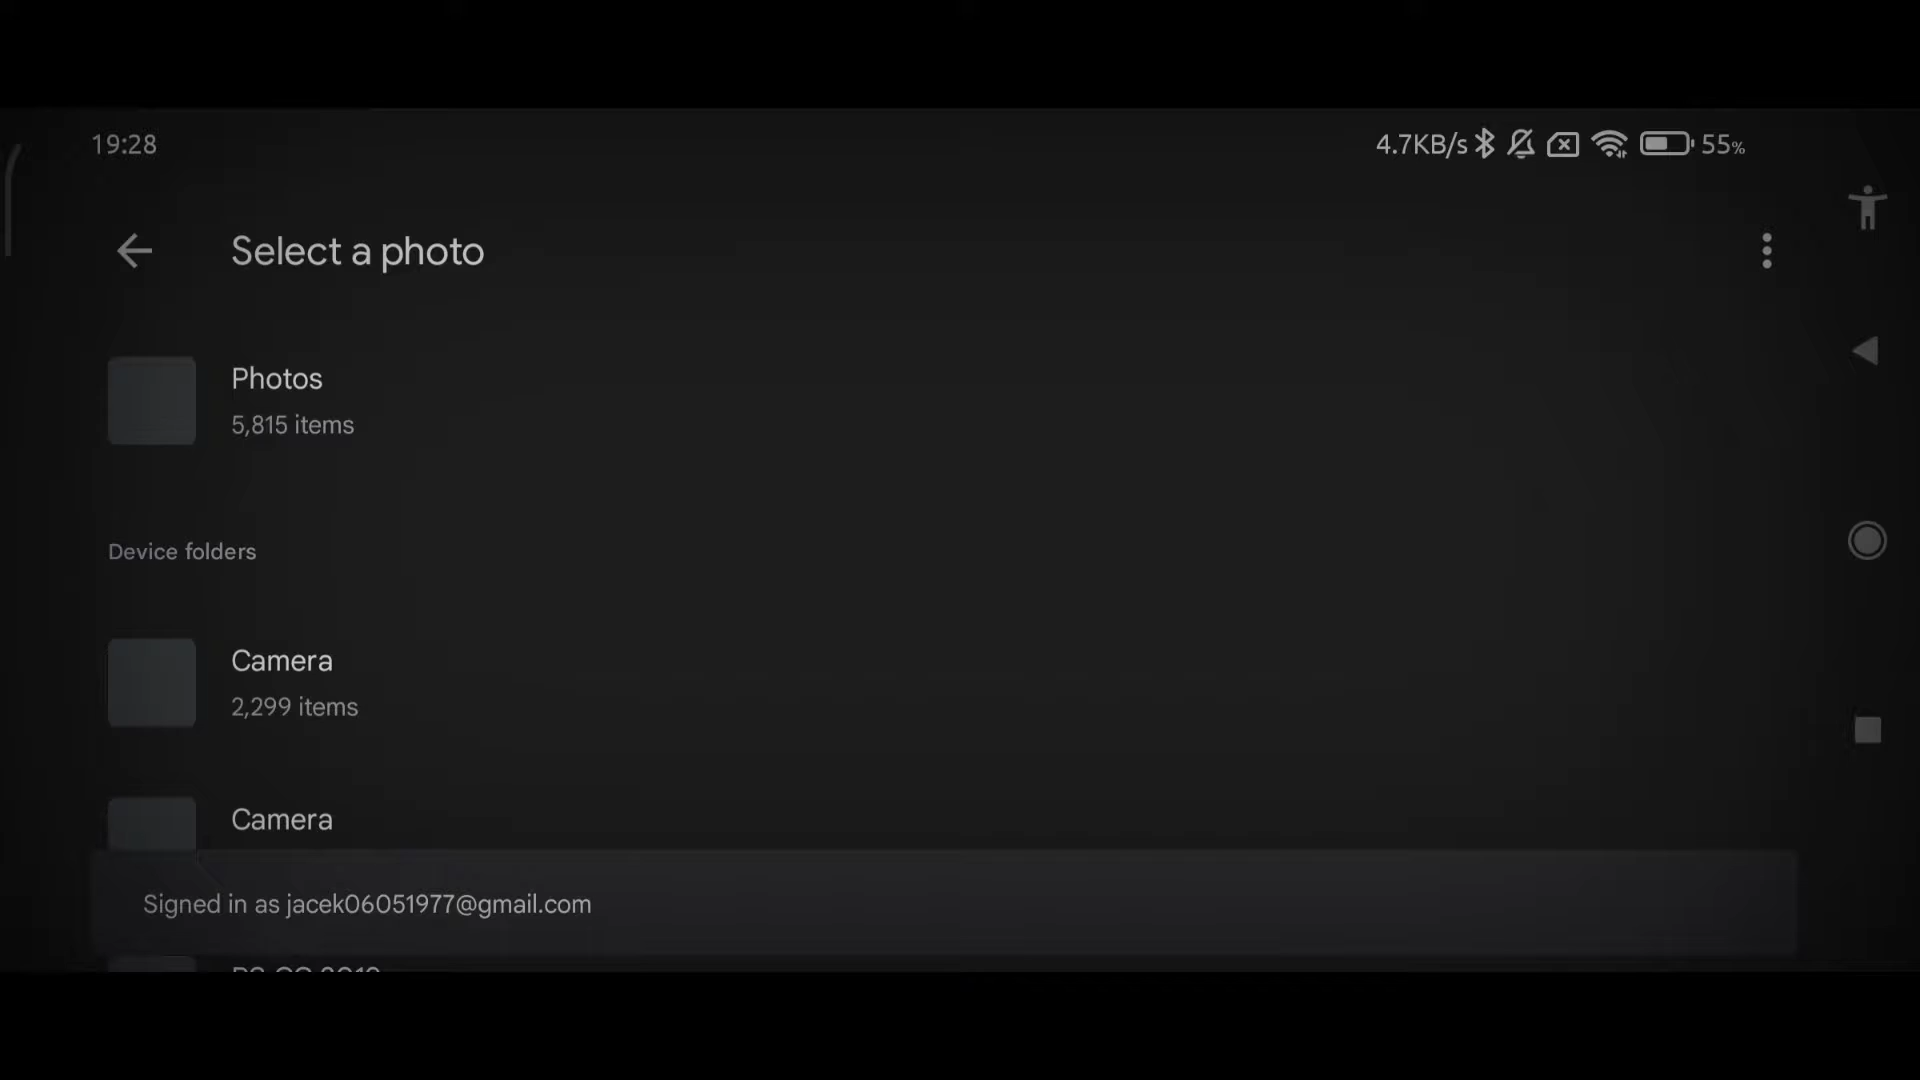 19:28
4.7KB/s 55%
Select a photo
Photos
5,815 items
Device folders
Camera
2,299 items
Camera
Signed in as jacek06051977@gmail.com